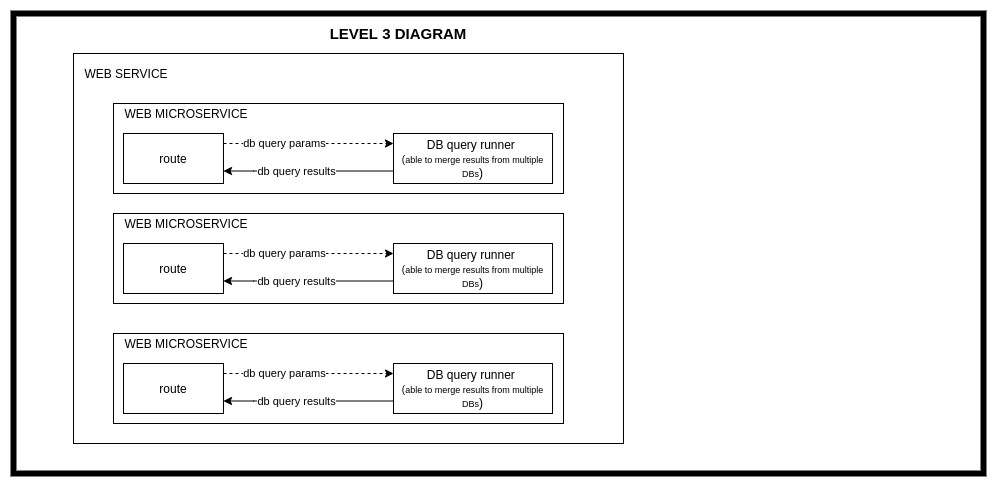 LEVEL 3 DIAGRAM
WEB SERVICE
WEB MICROSERVICE
route
db query params
db query results
DB query runner
(able to merge results from multiple
DBs)
WEB MICROSERVICE
route
db query params
db query results
DB query runner
(able to merge results from multiple
DBs)
WEB MICROSERVICE
route
db query params
db query results
DB query runner
(able to merge results from multiple
DBs)